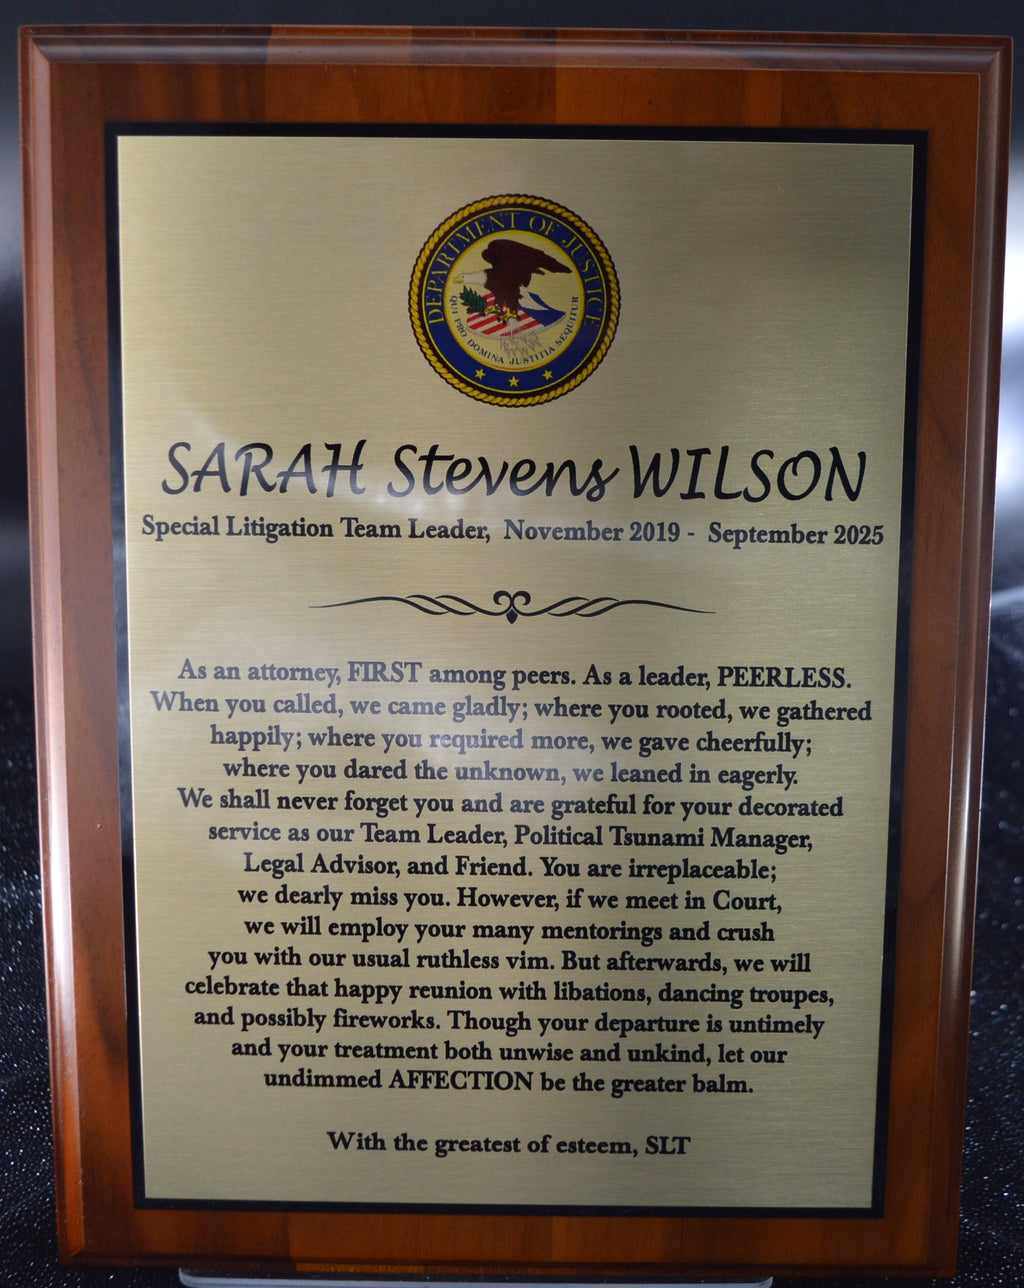 DEPARTMENT OF JUSTICE
QUI PRO DOMINA JUSTITIA SEQUITUR
SARAH Stevens WILSON
Special Litigation Team Leader, November 2019 - September 2025
As an attorney, FIRST among peers. As a leader, PEERLESS.
When you called, we came gladly; where you rooted, we gathered
happily; where you required more, we gave cheerfully;
where you dared the unknown, we leaned in eagerly.
We shall never forget you and are grateful for your decorated
service as our Team Leader, Political Tsunami Manager,
Legal Advisor, and Friend. You are irreplaceable;
we dearly miss you. However, if we meet in Court,
we will employ your many mentorings and crush
you with our usual ruthless vim. But afterwards, we will
celebrate that happy reunion with libations, dancing troupes,
and possibly fireworks. Though your departure is untimely
and your treatment both unwise and unkind, let our
undimmed AFFECTION be the greater balm.
With the greatest of esteem, SLT